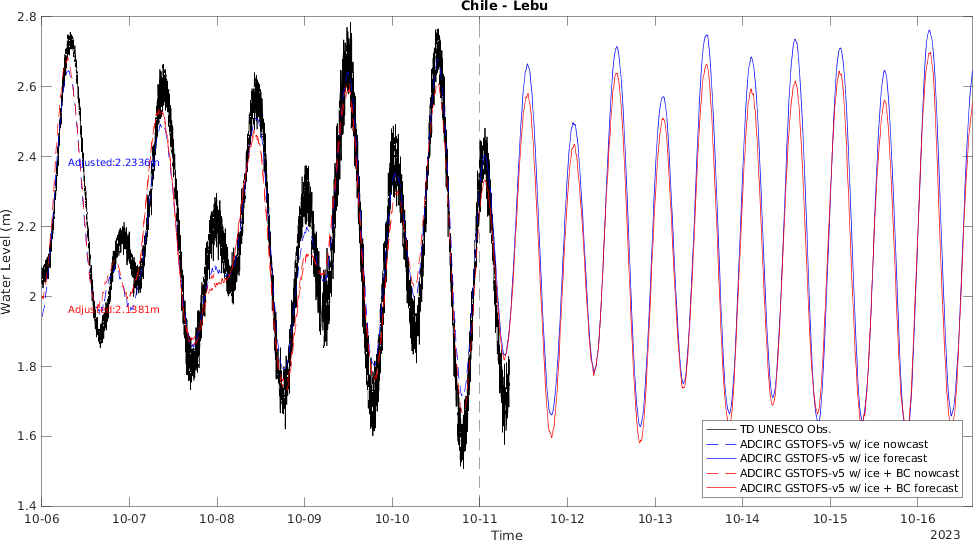 Chile - Lebu
2.8
2.6
2.4
2.2
2
1.8
1.6
1.4
Water Level (m)
Adjusted:2.2336m
Adjusted:2.1381m
TD UNESCO Obs.
ADCIRC GSTOFS-v5 w/ ice nowcast
ADCIRC GSTOFS-v5 w/ ice forecast
ADCIRC GSTOFS-v5 w/ ice + BC nowcast
ADCIRC GSTOFS-v5 w/ ice + BC forecast
10-06 10-07 10-08 10-09 10-10 10-11 10-12 10-13 10-14 10-15 10-16
Time
2023